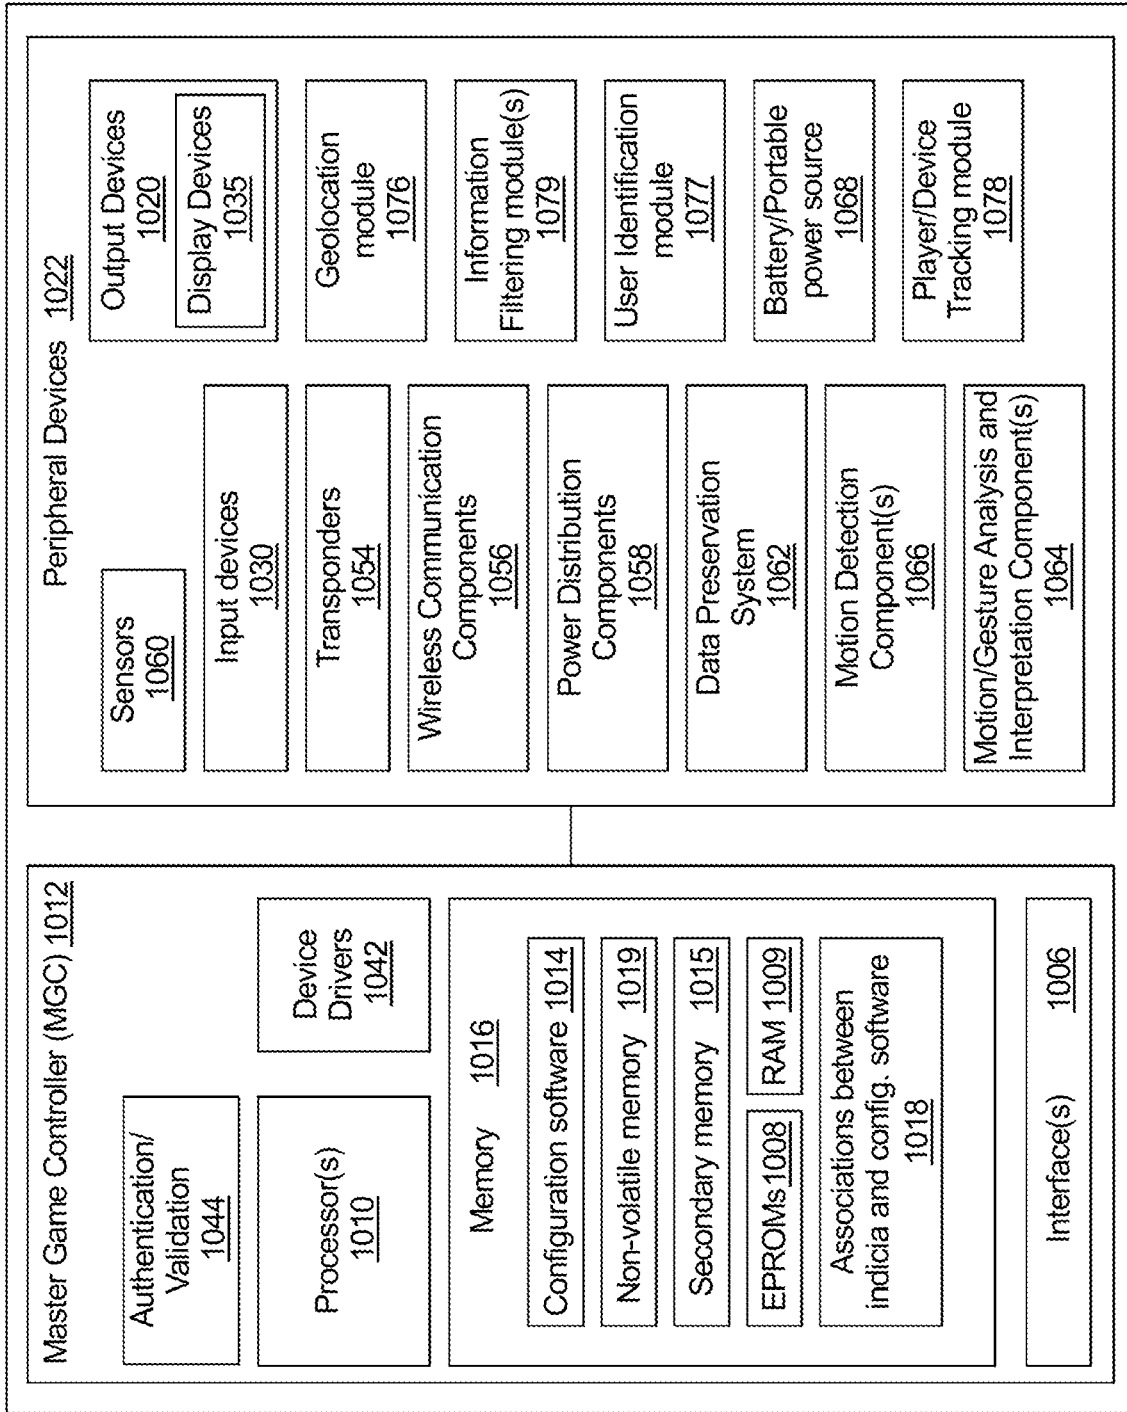 Master Game Controller (MGC) 1012
Authentication/
Validation
1044
Processor(s)
1010
Device
Drivers
1042
Memory 1016
Configuration software 1014
Non-volatile memory 1019
Secondary memory 1015
EPROMs 1008
RAM 1009
Associations between
indicia and config. software
1018
Interface(s) 1006
Peripheral Devices 1022
Sensors
1060
Input devices
1030
Transponders
1054
Wireless Communication
Components
1056
Power Distribution
Components
1058
Data Preservation
System
1062
Motion Detection
Component(s)
1066
Motion/Gesture Analysis and
Interpretation Component(s)
1064
Output Devices
1020
Display Devices
1035
Geolocation
module
1076
Information
Filtering module(s)
1079
User Identification
module
1077
Battery/Portable
power source
1068
Player/Device
Tracking module
1078